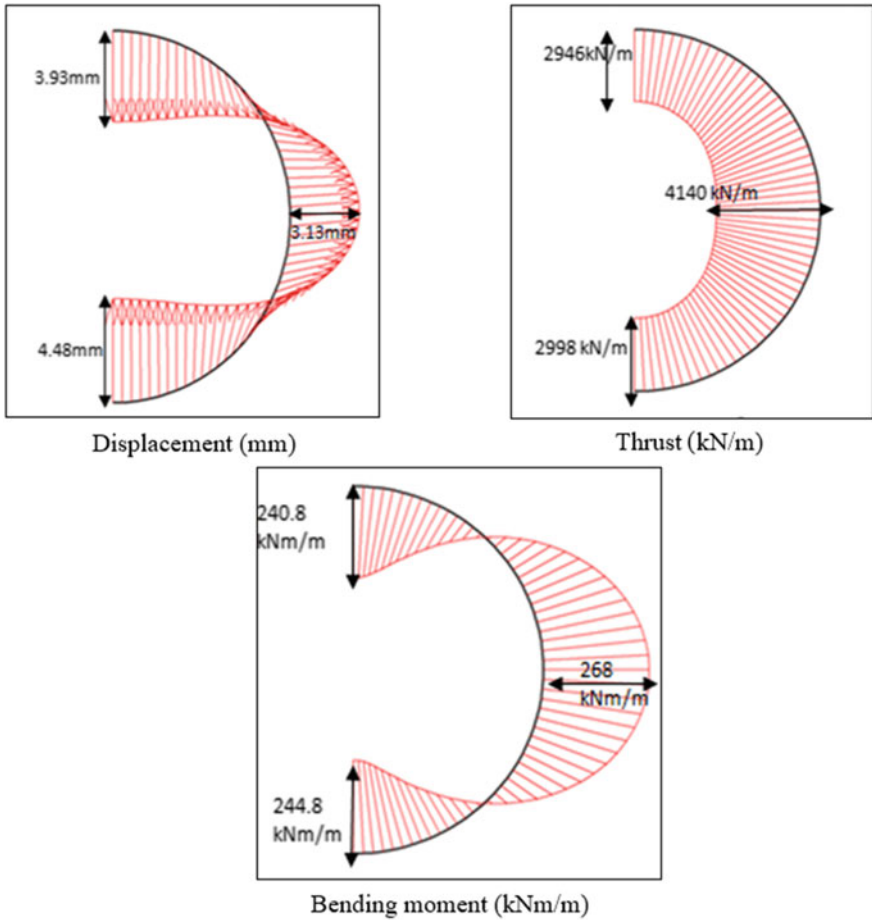 3.93mm
3.13mm
4.48mm
Displacement (mm)
2946kN/m
4140 kN/m
2998 kN/m
Thrust (kN/m)
240.8
kNm/m
268
kNm/m
244.8
kNm/m
Bending moment (kNm/m)